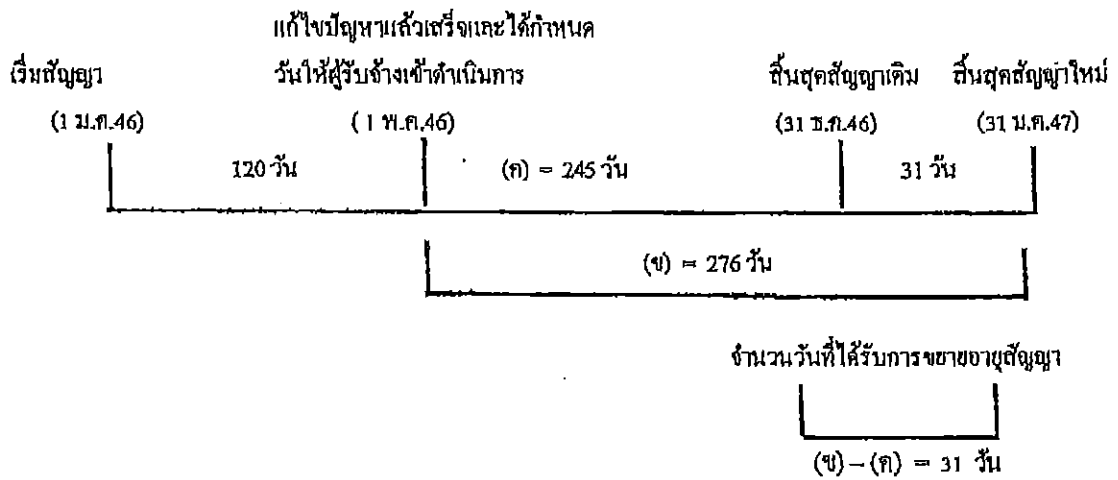 แก้ไขปัญหาแล้วเสร็จและได้กำหนด
เริ่มสัญญา วันให้ผู้รับจ้างเข้าดำเนินการ สิ้นสุดสัญญาเดิม สิ้นสุดสัญญาใหม่
(1 ม.ค.46) (1 พ.ค.46) (31 ธ.ค.46) (31 ม.ค.47)
120 วัน (ค) = 245 วัน 31 วัน
(ข) = 276 วัน
จำนวนวันที่ได้รับการขยายอายุสัญญา
(ข) – (ค) = 31 วัน